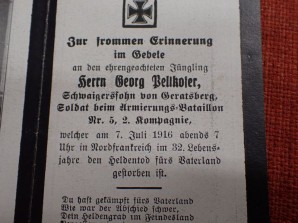 Zur frommen Erinnerung
im Gebete
an den ehrengeachteten Jüngling
Herrn Georg Pellkofer,
Schwaigerssohn von Geratsberg,
Soldat beim Armierungs-Bataillon
Nr. 5, 2. Kompagnie,
welcher am 7. Juli 1916 abends 7
Uhr in Nordfrankreich im 32. Lebens-
jahre den Heldentod fürs Vaterland
gestorben ist.
Du hast gekämpft fürs Vaterland
Wie war der Abschied schwer,
Dein Heldengrab im Feindesland